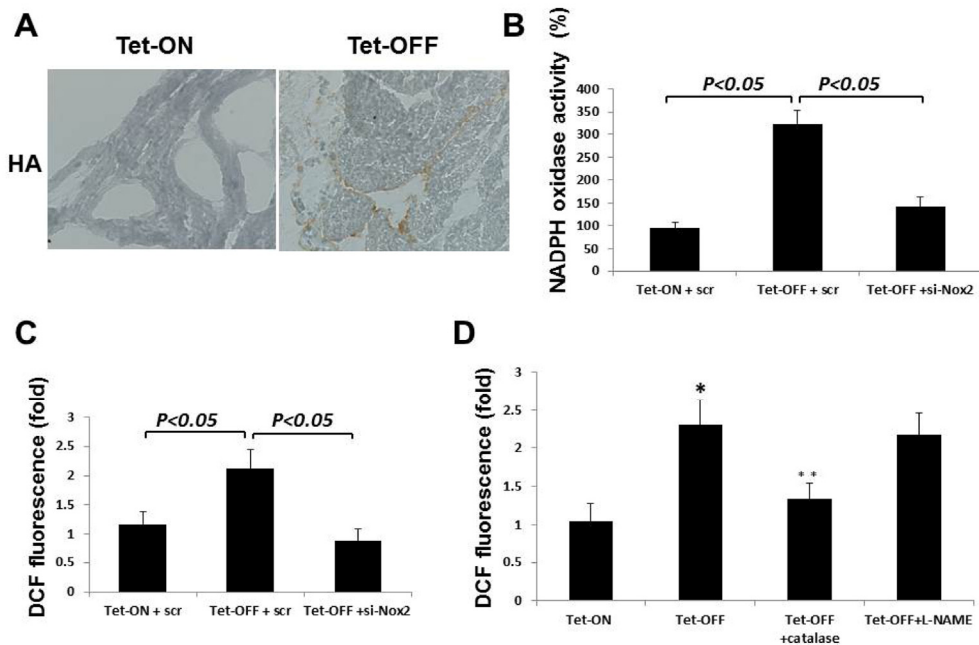 A
Tet-ON
Tet-OFF
HA
B
NADPH oxidase activity (%)
P<0.05
P<0.05
400
350
300
250
200
150
100
50
0
Tet-ON + scr
Tet-OFF + scr
Tet-OFF +si-Nox2
C
DCF fluorescence (fold)
P<0.05
P<0.05
3
2.5
2
1.5
1
0.5
0
Tet-ON + scr
Tet-OFF + scr
Tet-OFF +si-Nox2
D
DCF fluorescence (fold)
3
2.5
2
1.5
1
0.5
0
*
**
Tet-ON
Tet-OFF
Tet-OFF
+catalase
Tet-OFF+L-NAME